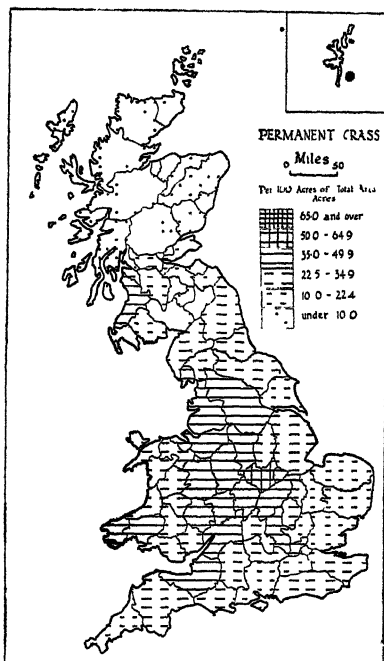 PERMANENT GRASS
0 Miles 50
Per 100 Acres of Total Area
Acres
65.0 and over
50.0 - 64.9
35.0 - 49.9
22.5 - 34.9
10.0 - 22.4
under 10.0